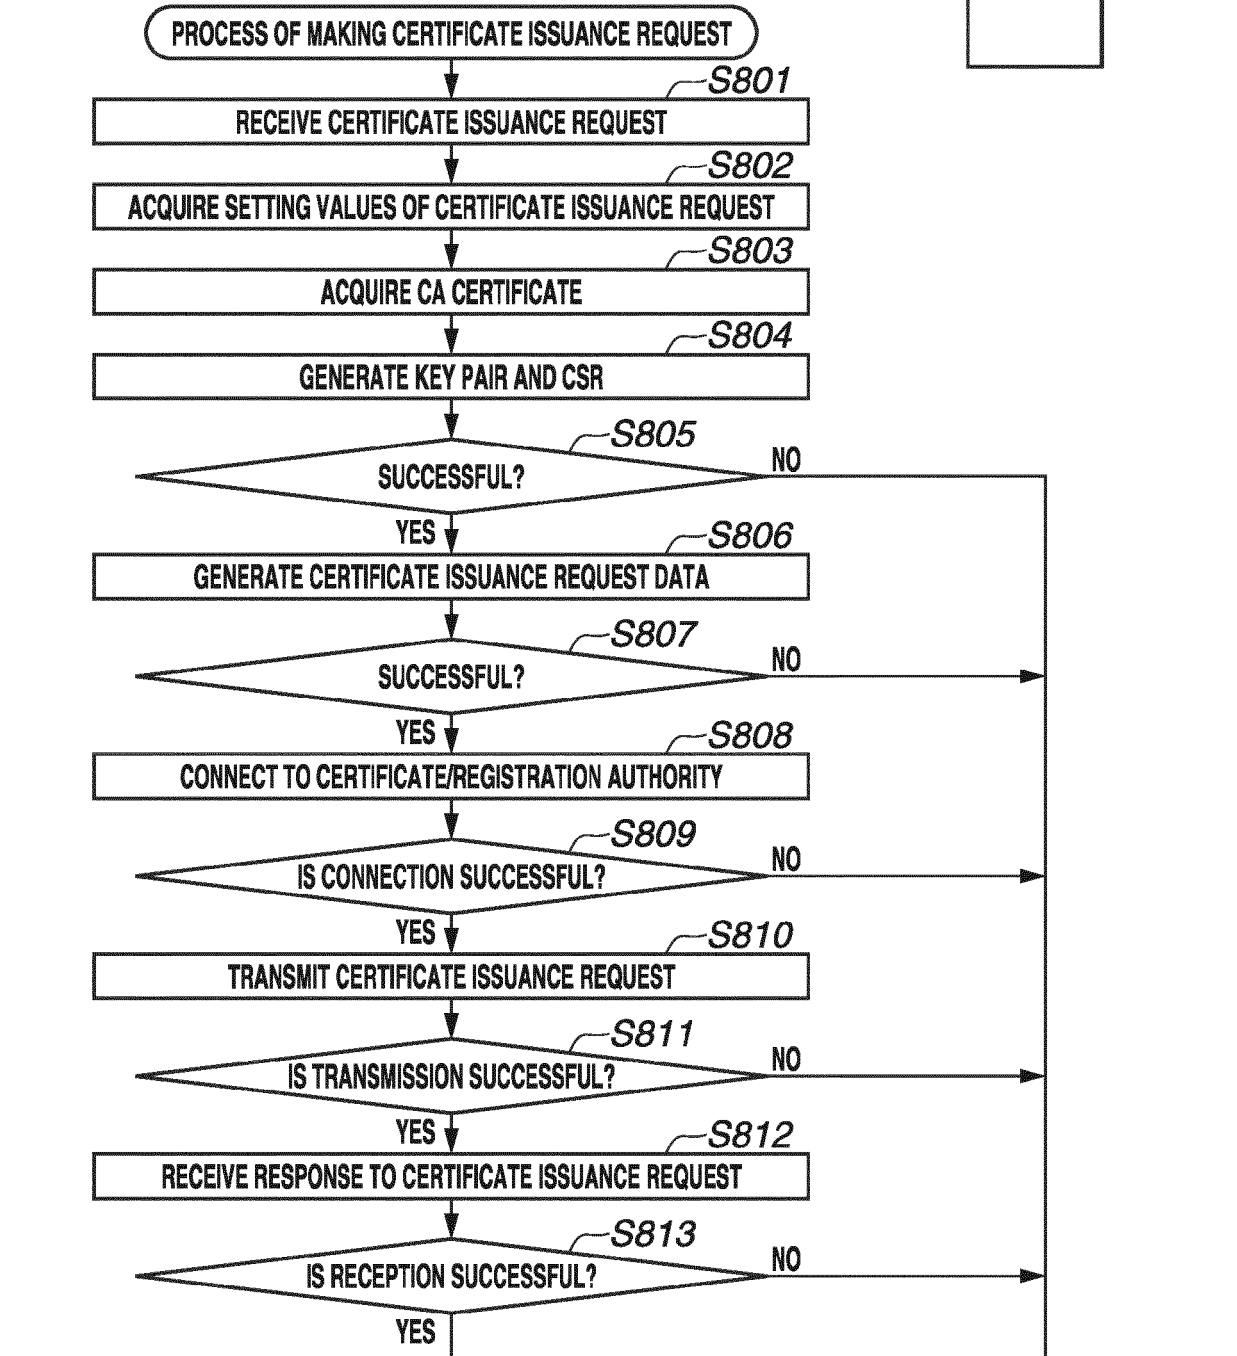 PROCESS OF MAKING CERTIFICATE ISSUANCE REQUEST
S801
RECEIVE CERTIFICATE ISSUANCE REQUEST
S802
ACQUIRE SETTING VALUES OF CERTIFICATE ISSUANCE REQUEST
S803
ACQUIRE CA CERTIFICATE
S804
GENERATE KEY PAIR AND CSR
S805
SUCCESSFUL?
NO
YES
S806
GENERATE CERTIFICATE ISSUANCE REQUEST DATA
S807
SUCCESSFUL?
NO
YES
S808
CONNECT TO CERTIFICATE/REGISTRATION AUTHORITY
S809
IS CONNECTION SUCCESSFUL?
NO
YES
S810
TRANSMIT CERTIFICATE ISSUANCE REQUEST
S811
IS TRANSMISSION SUCCESSFUL?
NO
YES
S812
RECEIVE RESPONSE TO CERTIFICATE ISSUANCE REQUEST
S813
IS RECEPTION SUCCESSFUL?
NO
YES